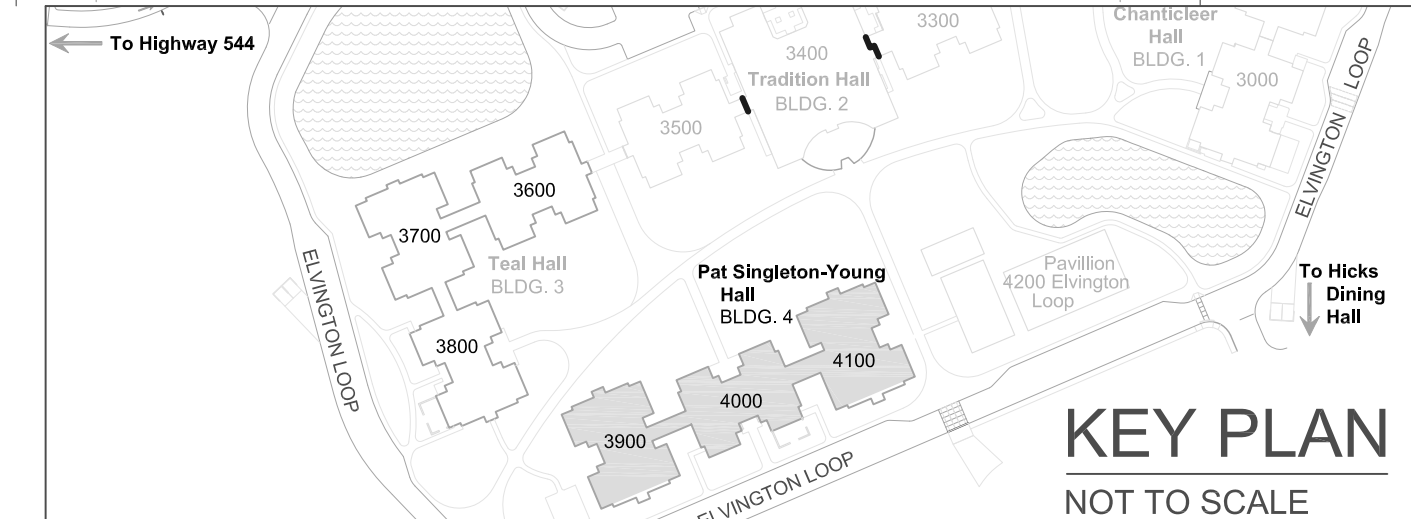 To Highway 544
3300
Chanticleer
Hall
BLDG. 1
3000
ELVINGTON LOOP
3400
Tradition Hall
BLDG. 2
3500
3600
3700
Teal Hall
BLDG. 3
3800
ELVINGTON LOOP
Pat Singleton-Young
Hall
BLDG. 4
4100
4000
3900
Pavillion
4200 Elvington
Loop
To Hicks
Dining
Hall
ELVINGTON LOOP
KEY PLAN
NOT TO SCALE